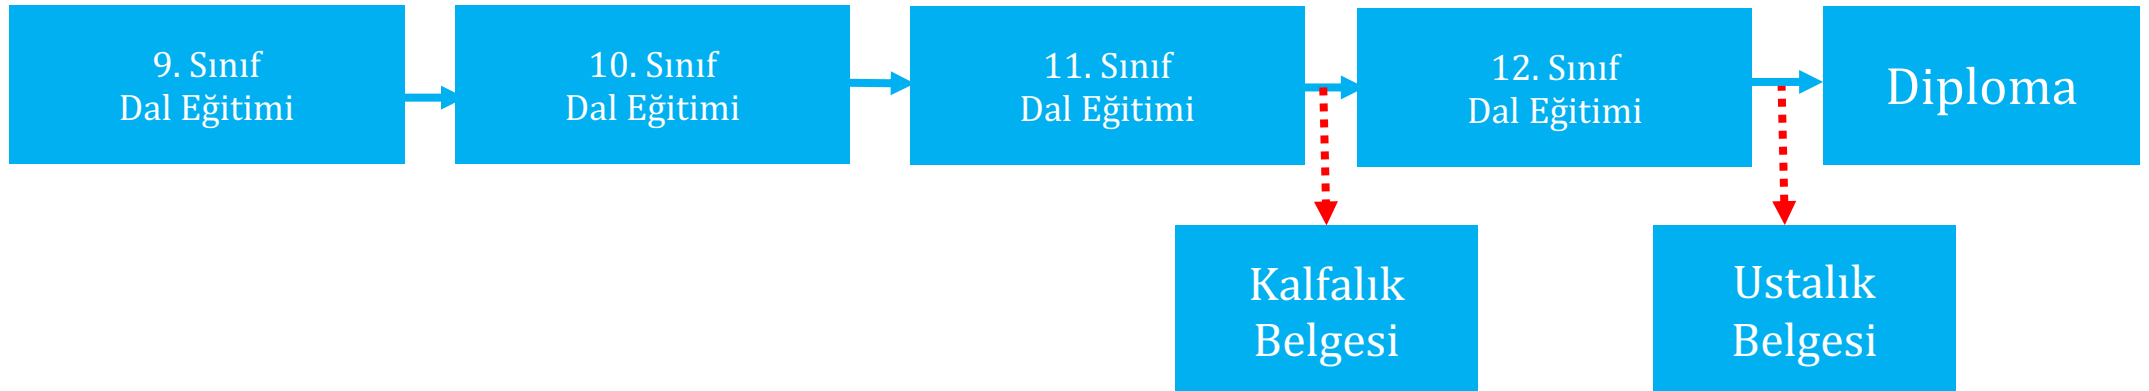 9. Sınıf
Dal Eğitimi
10. Sınıf
Dal Eğitimi
11. Sınıf
Dal Eğitimi
12. Sınıf
Dal Eğitimi
Diploma
Kalfalık
Belgesi
Ustalık
Belgesi